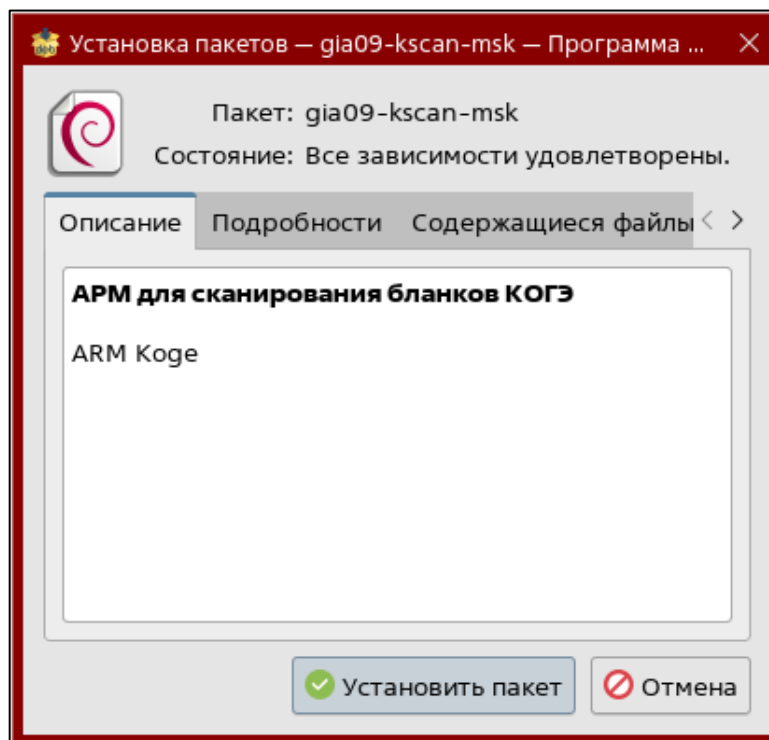 Установка пакетов — gia09-kscan-msk — Программа ...
Пакет: gia09-kscan-msk
Состояние: Все зависимости удовлетворены.
Описание Подробности Содержащиеся файлы
АРМ для сканирования бланков КОГЭ
ARM Koge
Установить пакет Отмена